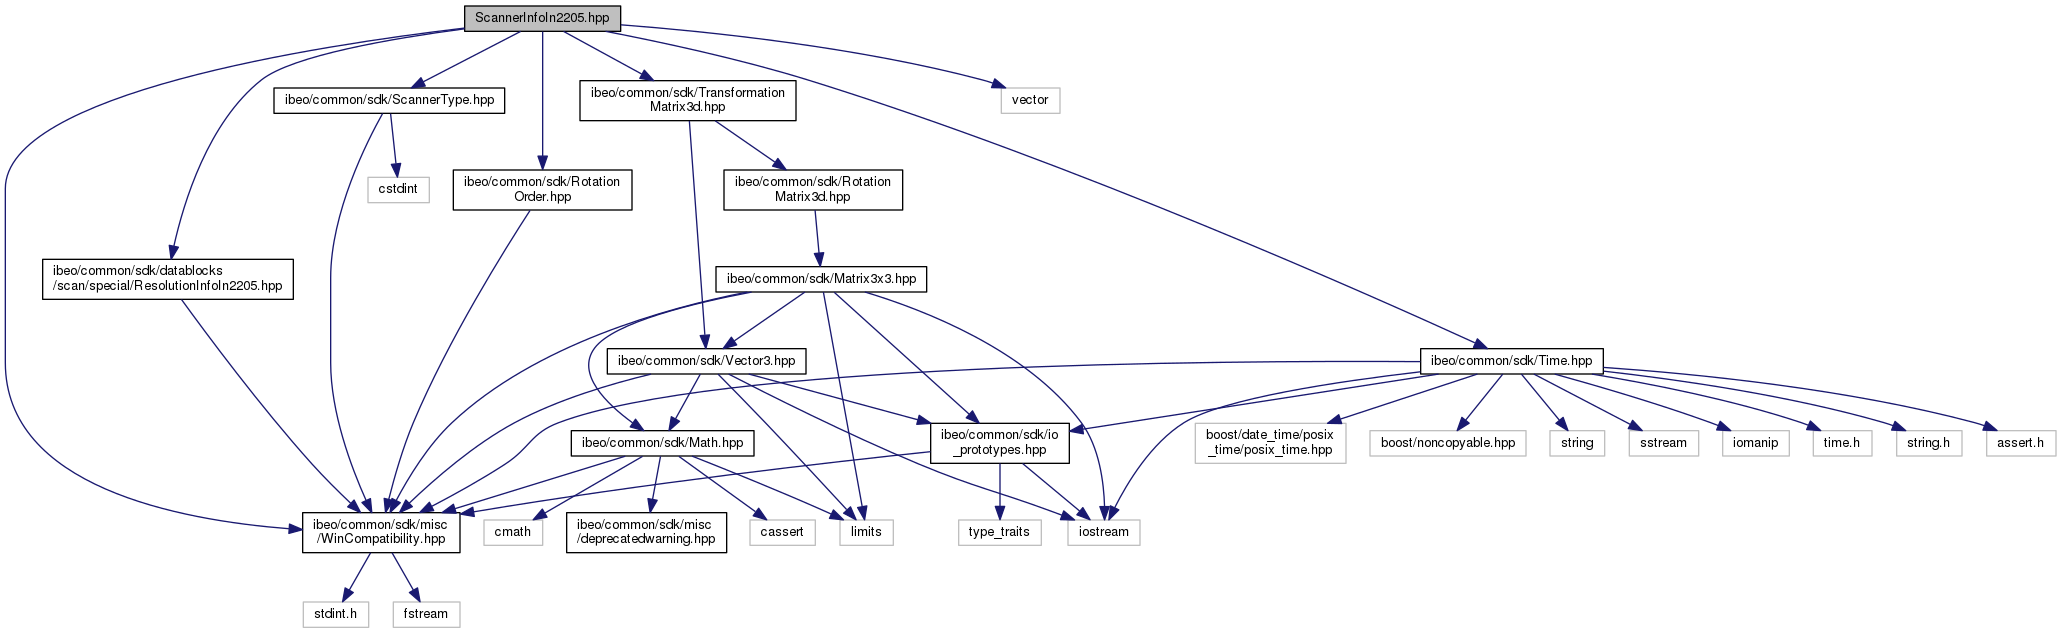 ScannerInfoIn2205.hpp
ibeo/common/sdk/ScannerType.hpp
ibeo/common/sdk/Transformation
Matrix3d.hpp
vector
cstdint
ibeo/common/sdk/Rotation
Order.hpp
ibeo/common/sdk/Rotation
Matrix3d.hpp
ibeo/common/sdk/datablocks
/scan/special/ResolutionInfoIn2205.hpp
ibeo/common/sdk/Matrix3x3.hpp
ibeo/common/sdk/Vector3.hpp
ibeo/common/sdk/Time.hpp
ibeo/common/sdk/Math.hpp
ibeo/common/sdk/io
_prototypes.hpp
boost/date_time/posix
_time/posix_time.hpp
boost/noncopyable.hpp
string
sstream
iomanip
time.h
string.h
assert.h
ibeo/common/sdk/misc
/WinCompatibility.hpp
cmath
ibeo/common/sdk/misc
/deprecatedwarning.hpp
cassert
limits
type_traits
iostream
stdint.h
fstream